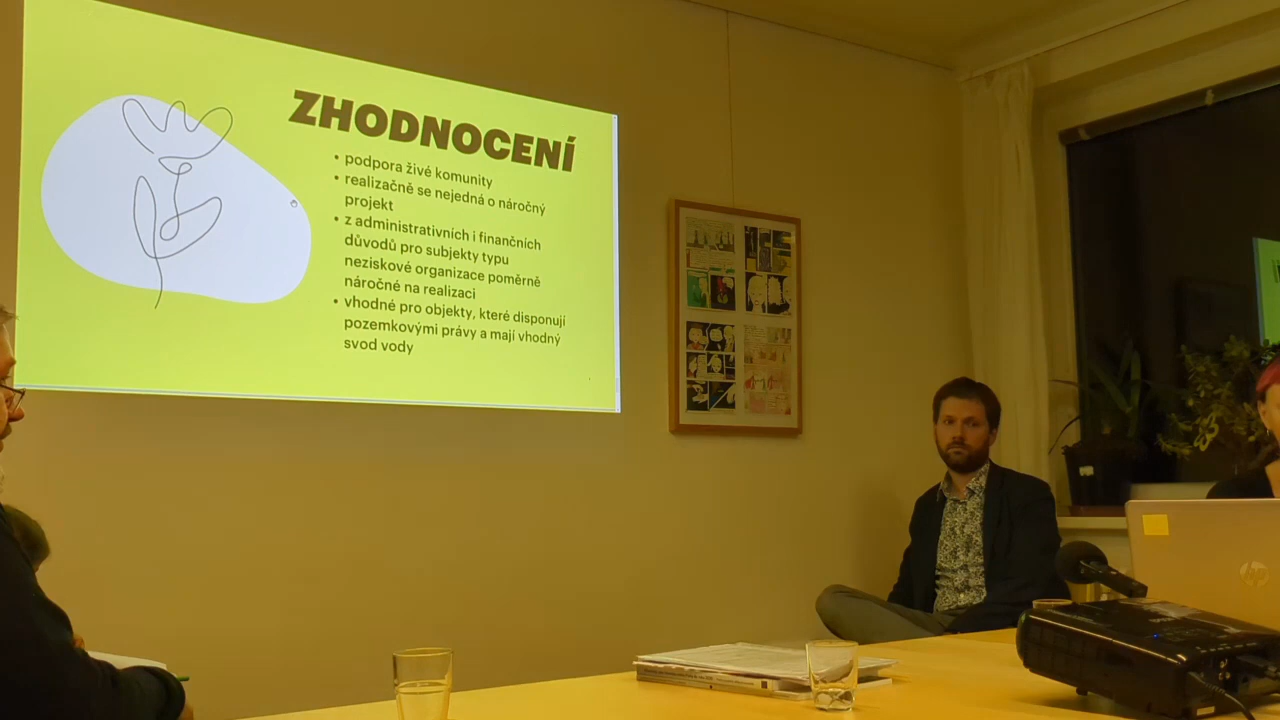 ZHODNOCENÍ
• podpora živé komunity
• realizačně se nejedná o náročný
projekt
• z administrativních i finančních
důvodů pro subjekty typu
neziskové organizace poměrně
náročné na realizaci
• vhodné pro objekty, které disponují
pozemkovými právy a mají vhodný
svod vody
hp